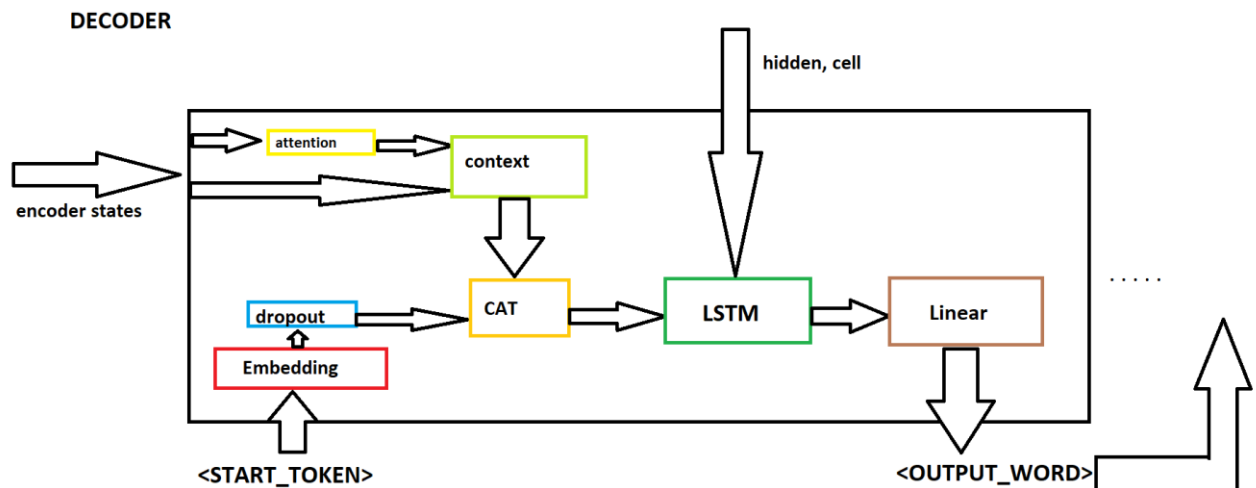 DECODER
hidden, cell
attention
context
encoder states
CAT
LSTM
Linear
. . . . .
dropout
Embedding
<START_TOKEN>
<OUTPUT_WORD>